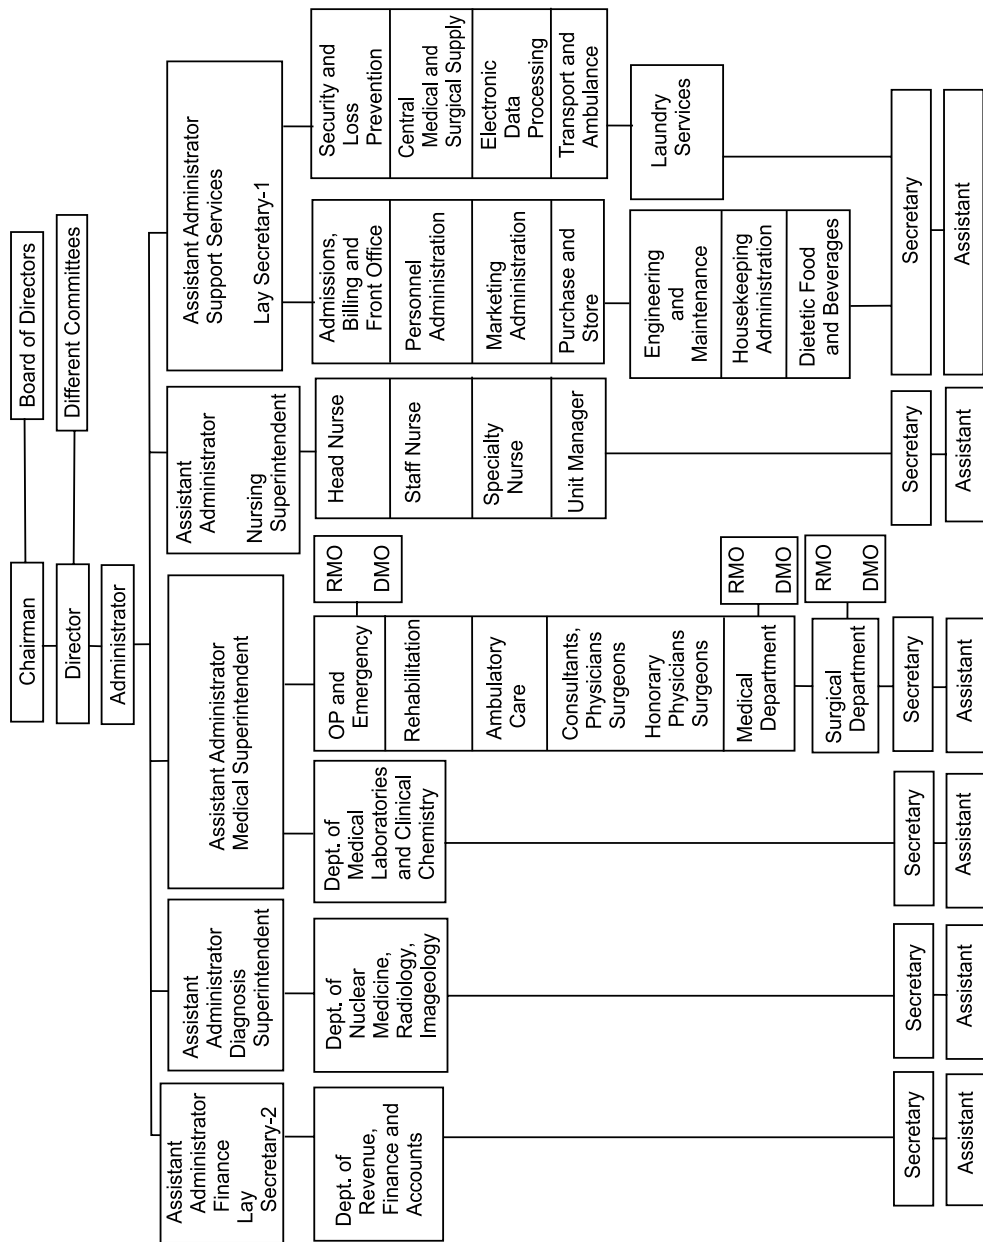 Chairman
Board of Directors
Director
Different Committees
Administrator
Assistant
Administrator
Finance
Lay
Secretary-2
Assistant
Administrator
Diagnosis
Superintendent
Assistant Administrator
Medical Superintendent
Assistant
Administrator
Nursing
Superintendent
Assistant Administrator
Support Services
Lay Secretary-1
Dept. of
Revenue,
Finance and
Accounts
Dept. of
Nuclear
Medicine,
Radiology,
Imageology
Dept. of
Medical
Laboratories
and Clinical
Chemistry
OP and
Emergency
RMO
DMO
Rehabilitation
Ambulatory
Care
Consultants,
Physicians
Surgeons
Honorary
Physicians
Surgeons
Medical
Department
RMO
DMO
Surgical
Department
RMO
DMO
Head Nurse
Staff Nurse
Specialty
Nurse
Unit Manager
Admissions,
Billing and
Front Office
Personnel
Administration
Marketing
Administration
Purchase and
Store
Engineering
and
Maintenance
Housekeeping
Administration
Dietetic Food
and Beverages
Security and
Loss
Prevention
Central
Medical and
Surgical Supply
Electronic
Data
Processing
Transport and
Ambulance
Laundry
Services
Secretary
Secretary
Secretary
Secretary
Secretary
Secretary
Assistant
Assistant
Assistant
Assistant
Assistant
Assistant